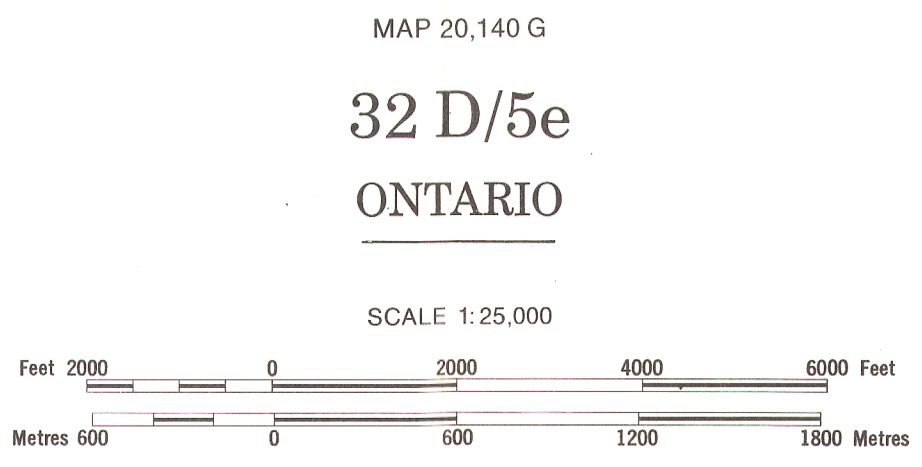 MAP 20,140 G
32 D/5e
ONTARIO
SCALE 1:25,000
Feet 2000 0 2000 4000 6000 Feet
Metres 600 0 600 1200 1800 Metres